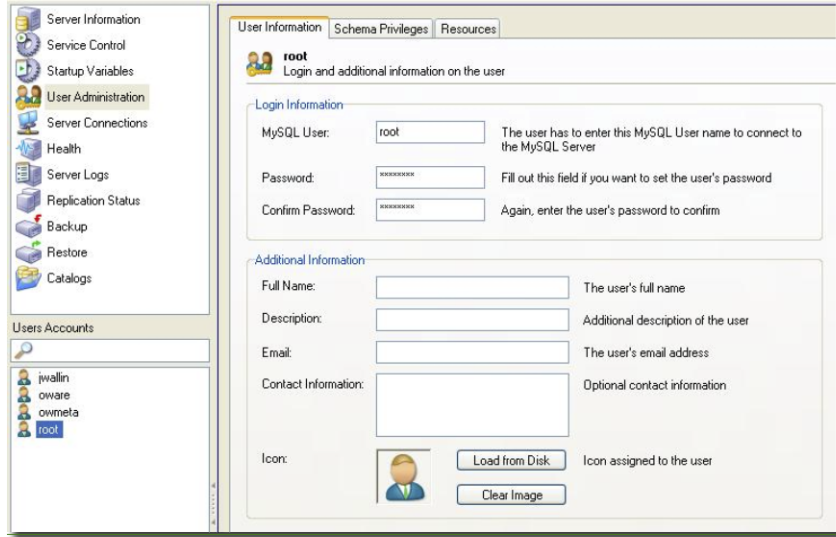 Server Information
Service Control
Startup Variables
User Administration
Server Connections
Health
Server Logs
Replication Status
Backup
Restore
Catalogs
Users Accounts
jwallin
oware
owmeta
root
User Information Schema Privileges Resources
root
Login and additional information on the user
Login Information
MySQL User: root The user has to enter this MySQL User name to connect to
the MySQL Server
Password: ******** Fill out this field if you want to set the user's password
Confirm Password: ******** Again, enter the user's password to confirm
Additional Information
Full Name: The user's full name
Description: Additional description of the user
Email: The user's email address
Contact Information: Optional contact information
Icon: Load from Disk Icon assigned to the user
Clear Image